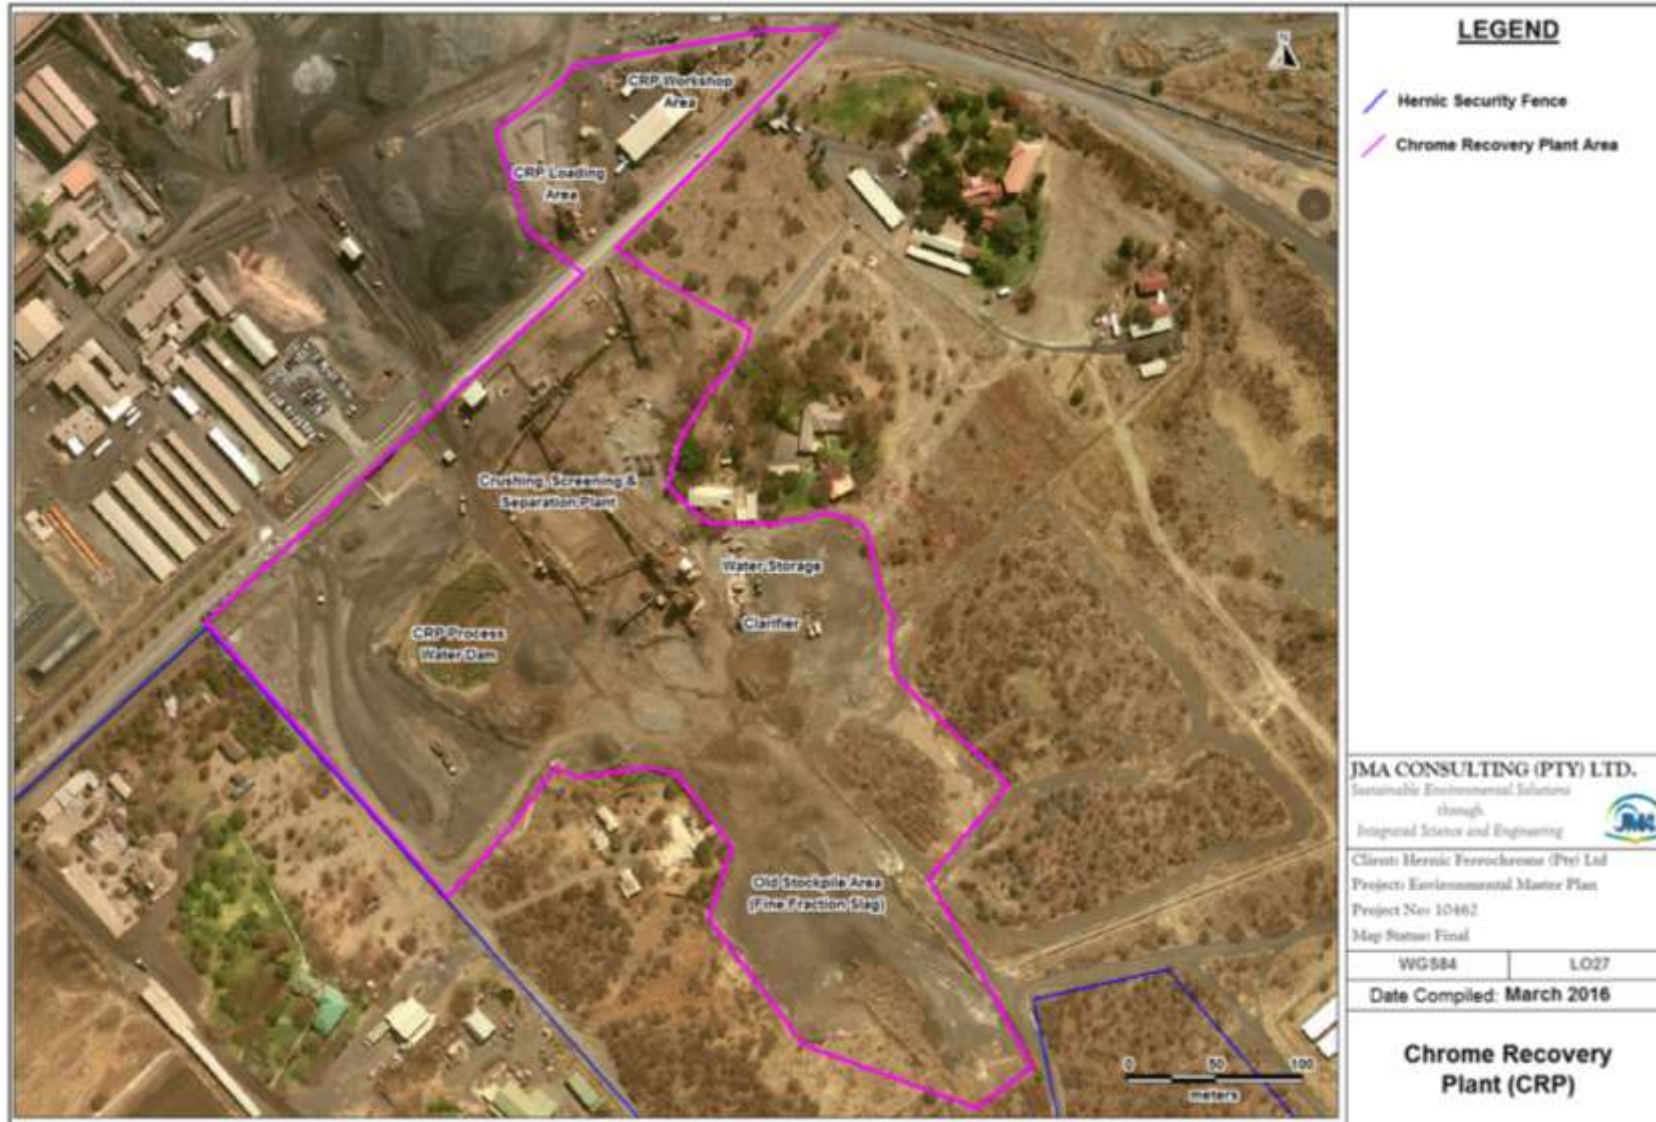 N
CRP Workshop
Area
CRP Loading
Area
Crushing, Screening &
Separation Plant
Water Storage
Clarifier
CRP Process
Water Dam
Old Stockpile Area
(Fine Fraction Slag)
0 50 100
meters
LEGEND
Hernic Security Fence
Chrome Recovery Plant Area
JMA CONSULTING (PTY) LTD.
Sustainable Environmental Solutions
through
Integrated Science and Engineering
JMA
Client: Hernic Ferrochrome (Pty) Ltd
Project: Environmental Master Plan
Project No: 10462
Map Status: Final
WGS84 LO27
Date Compiled: March 2016
Chrome Recovery
Plant (CRP)